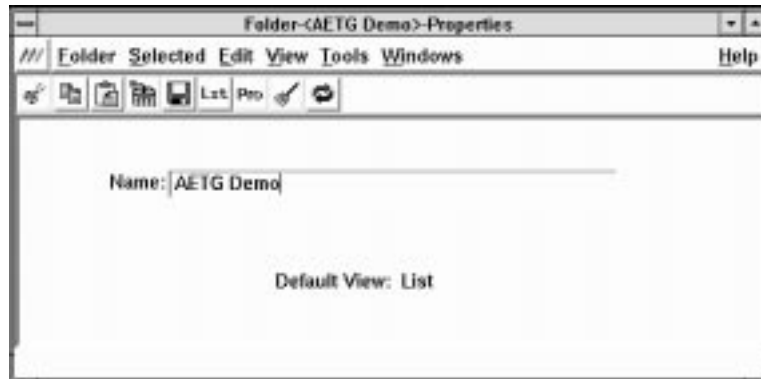 Folder-<AETG Demo>-Properties
/// Folder Selected Edit View Tools Windows Help
Lst Pro
Name: AETG Demo
Default View: List